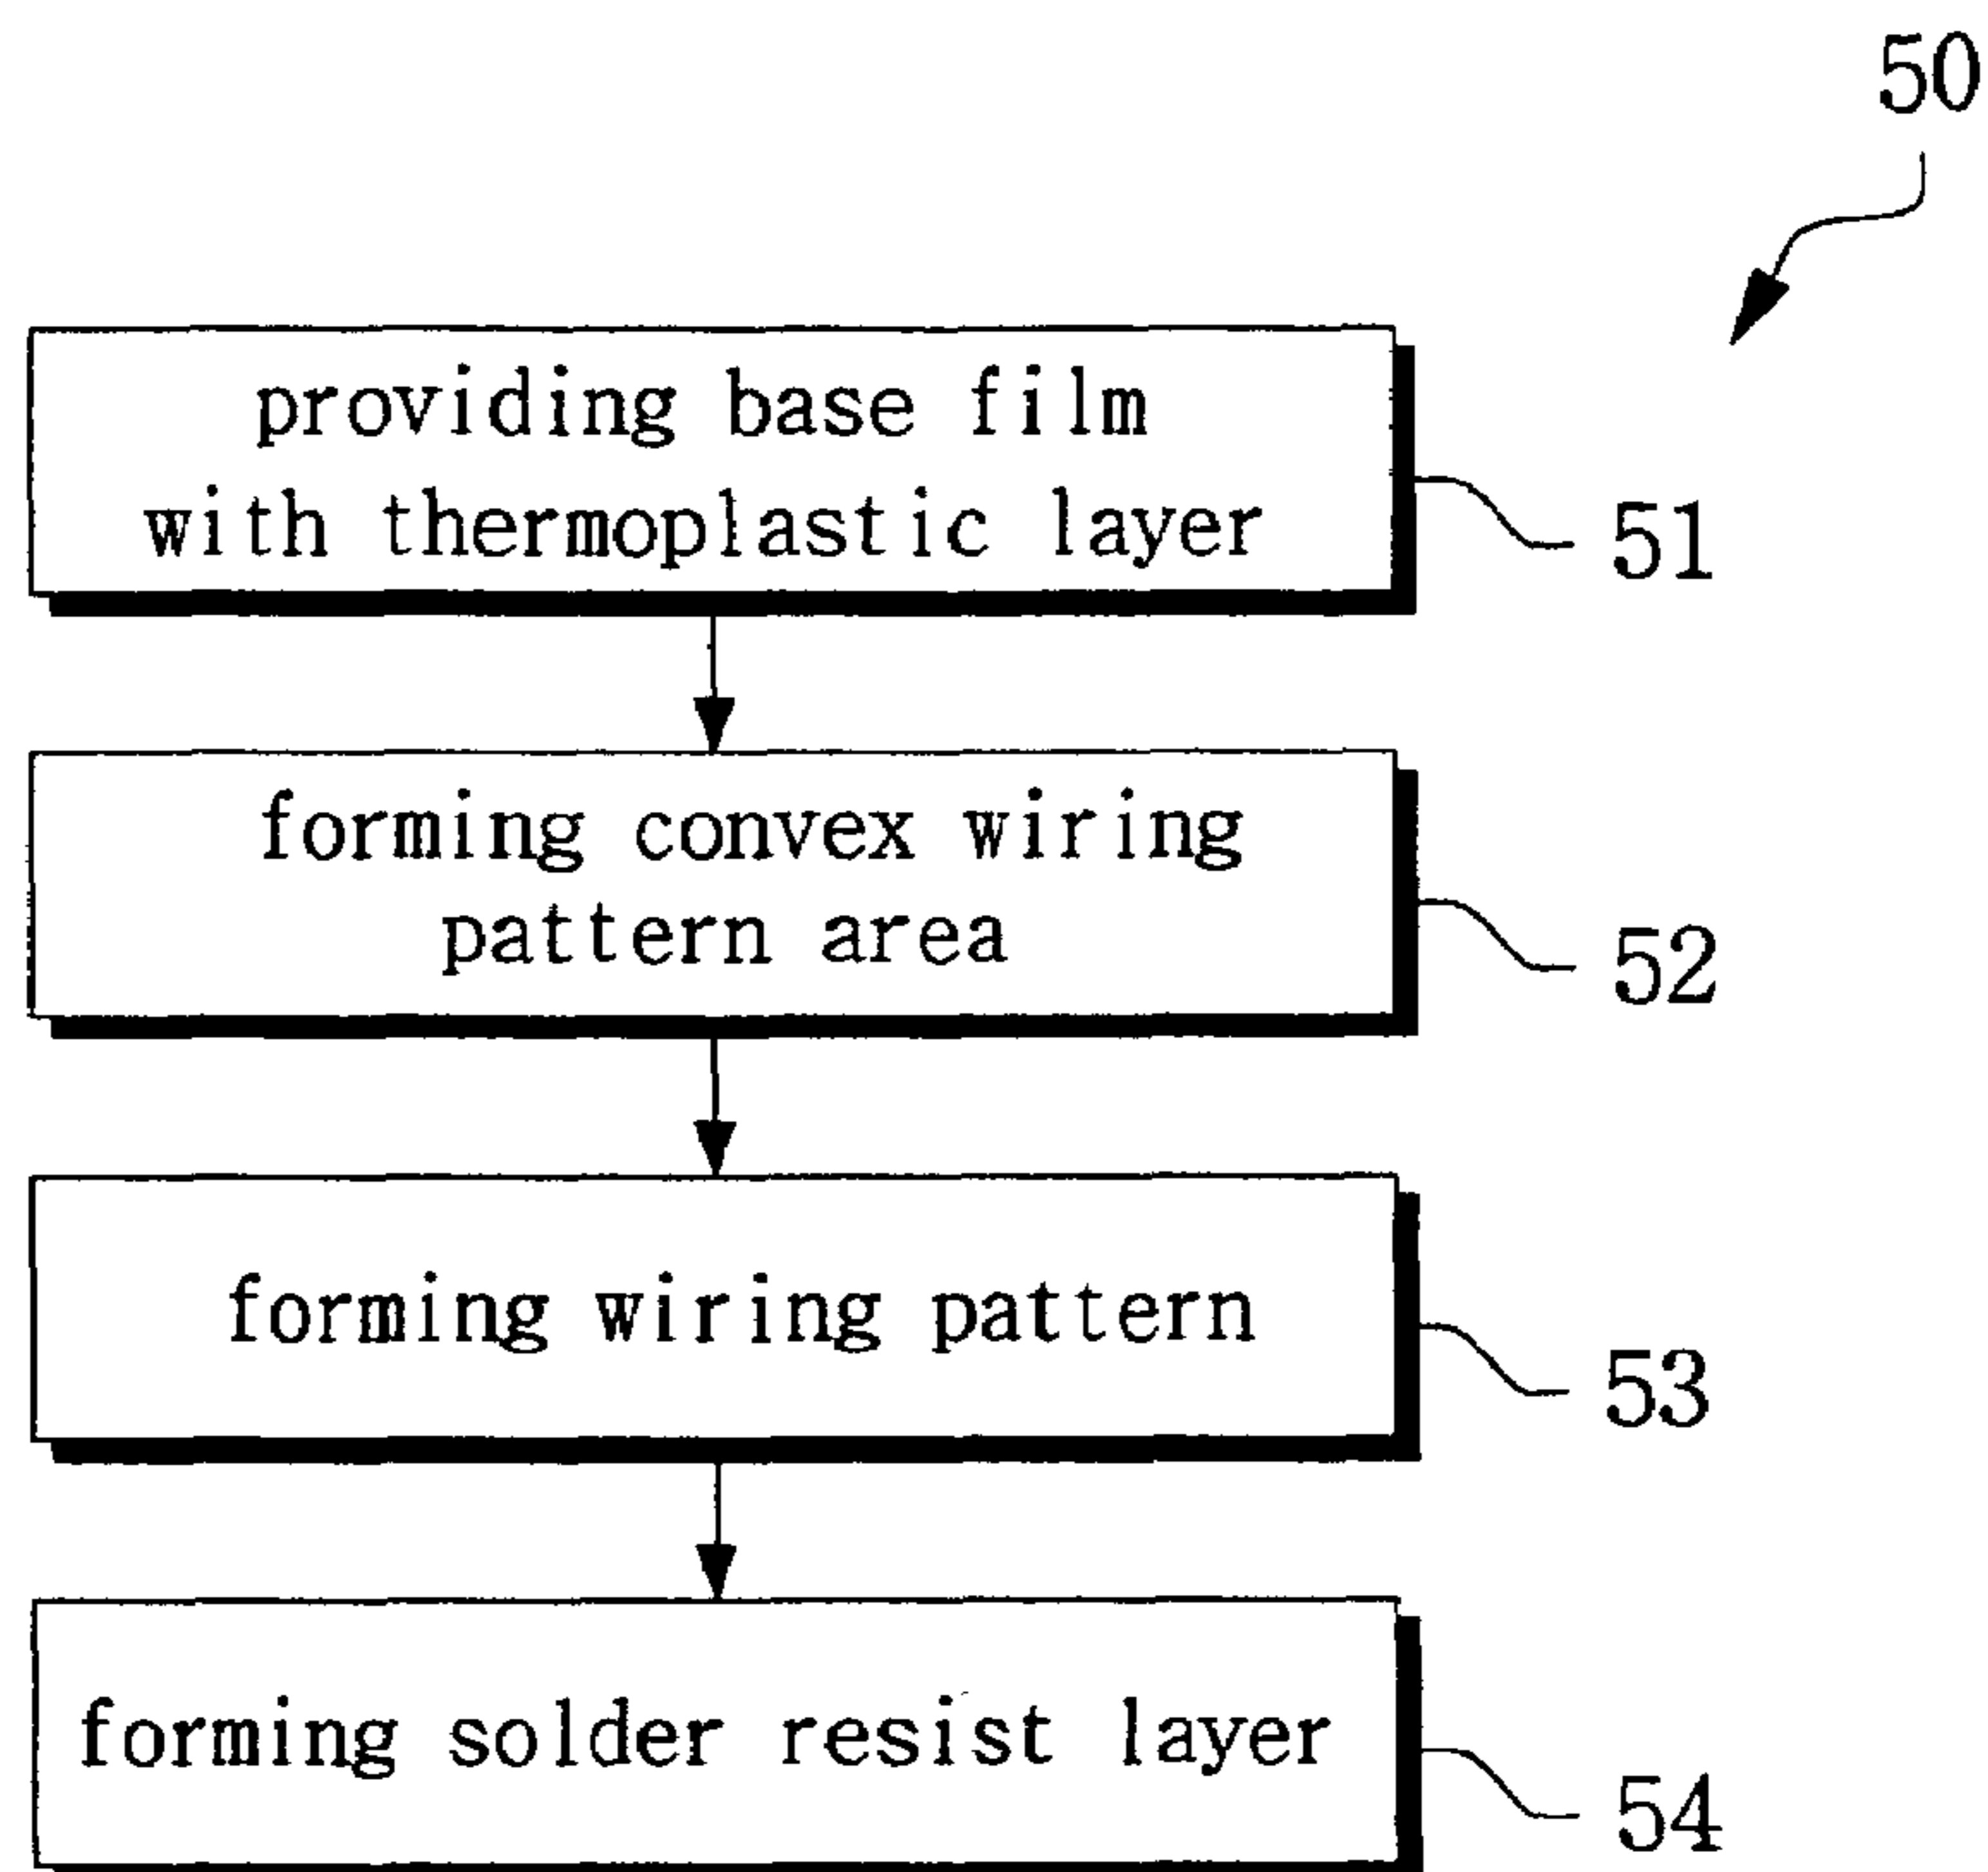 50
providing base film
with thermoplastic layer
51
forming convex wiring
pattern area
52
forming wiring pattern
53
forming solder resist layer
54